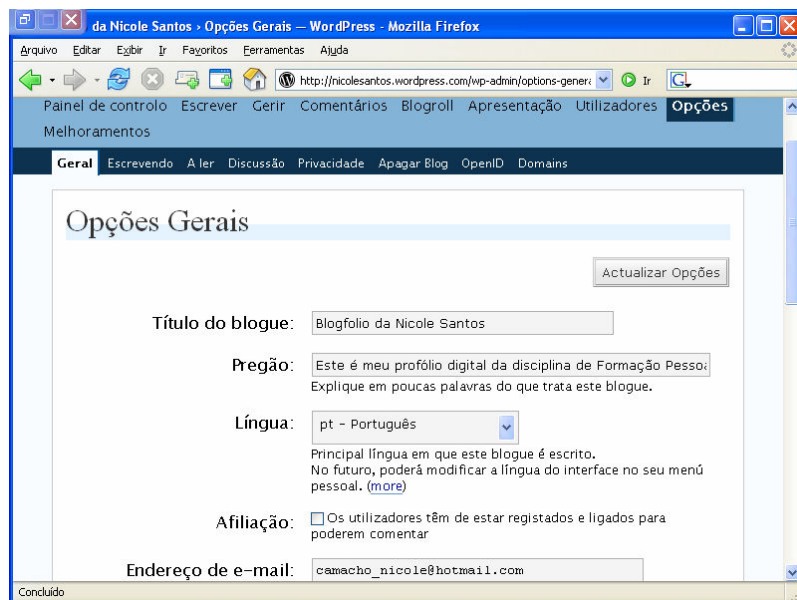 da Nicole Santos › Opções Gerais — WordPress - Mozilla Firefox
Arquivo Editar Exibir Ir Favoritos Ferramentas Ajuda
http://nicolesantos.wordpress.com/wp-admin/options-genera Ir
Painel de controlo Escrever Gerir Comentários Blogroll Apresentação Utilizadores Opções
Melhoramentos
Geral Escrevendo A ler Discussão Privacidade Apagar Blog OpenID Domains
Opções Gerais
Actualizar Opções
Título do blogue: Blogfolio da Nicole Santos
Pregão: Este é meu profólio digital da disciplina de Formação Pessoa
Explique em poucas palavras do que trata este blogue.
Língua: pt - Português
Principal língua em que este blogue é escrito.
No futuro, poderá modificar a língua do interface no seu menú
pessoal. (more)
Afiliação: Os utilizadores têm de estar registados e ligados para
poderem comentar
Endereço de e-mail: camacho_nicole@hotmail.com
Concluído